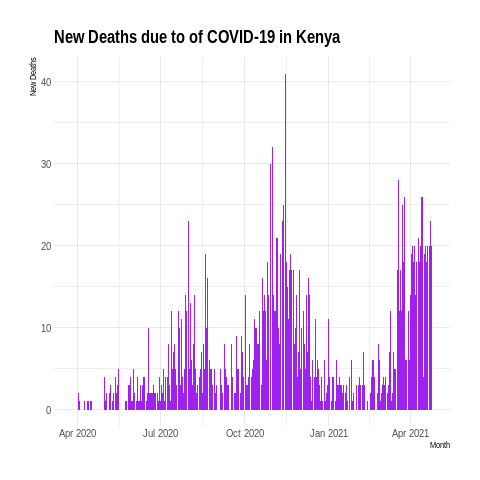 New Deaths due to of COVID-19 in Kenya
New Deaths
40
30
20
10
0
Apr 2020 Jul 2020 Oct 2020 Jan 2021 Apr 2021
Month